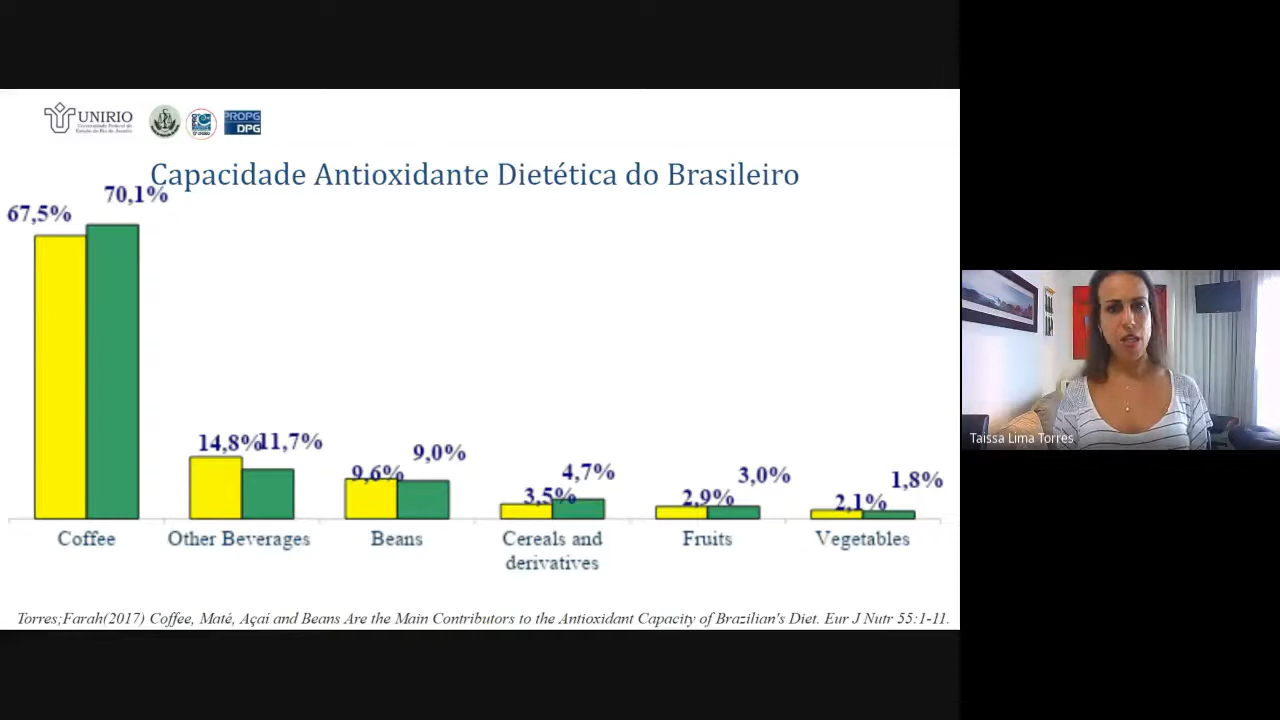 UNIRIO
PROPG
DPG
Capacidade Antioxidante Dietética do Brasileiro
67,5%
70,1%
14,8%
11,7%
9,6%
9,0%
3,5%
4,7%
2,9%
3,0%
2,1%
1,8%
Coffee
Other Beverages
Beans
Cereals and
derivatives
Fruits
Vegetables
Torres;Farah(2017) Coffee, Maté, Açaí and Beans Are the Main Contributors to the Antioxidant Capacity of Brazilian's Diet. Eur J Nutr 55:1-11.
Taissa Lima Torres